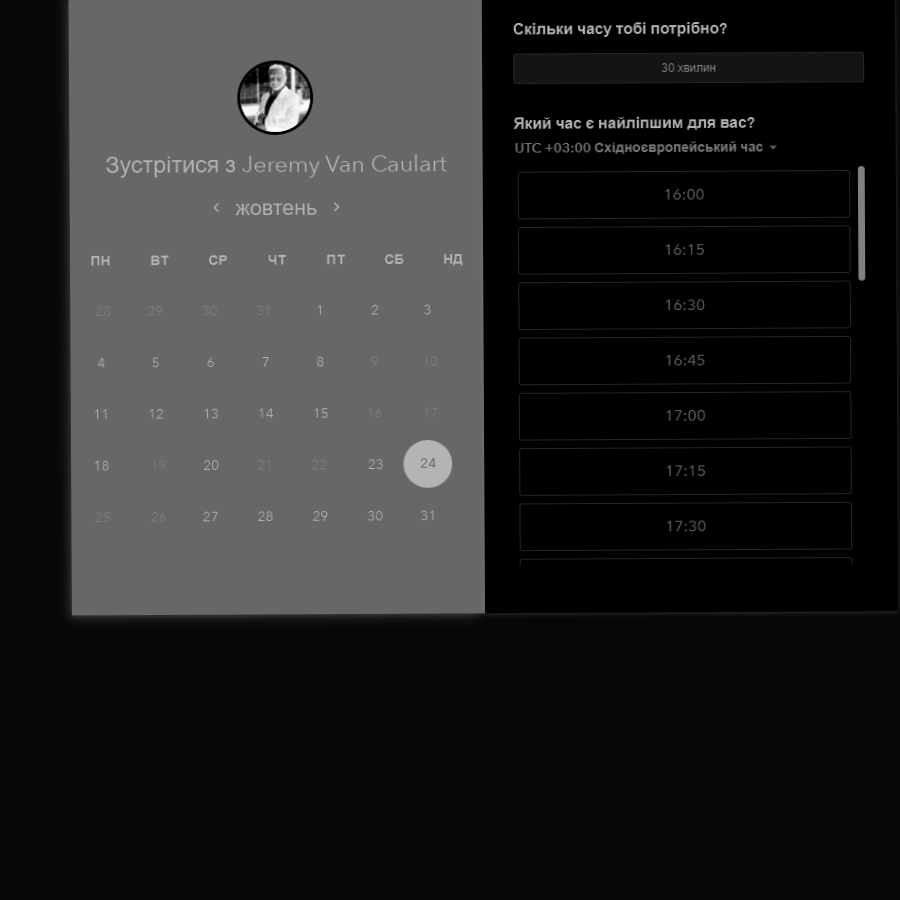 Зустрітися з Jeremy Van Caulart
жовтень
ПН ВТ СР ЧТ ПТ СБ НД
28 29 30 31 1 2 3
4 5 6 7 8 9 10
11 12 13 14 15 16 17
18 19 20 21 22 23 24
25 26 27 28 29 30 31
Скільки часу тобі потрібно?
30 хвилин
Який час є найліпшим для вас?
UTC +03:00 Східноєвропейський час
16:00
16:15
16:30
16:45
17:00
17:15
17:30